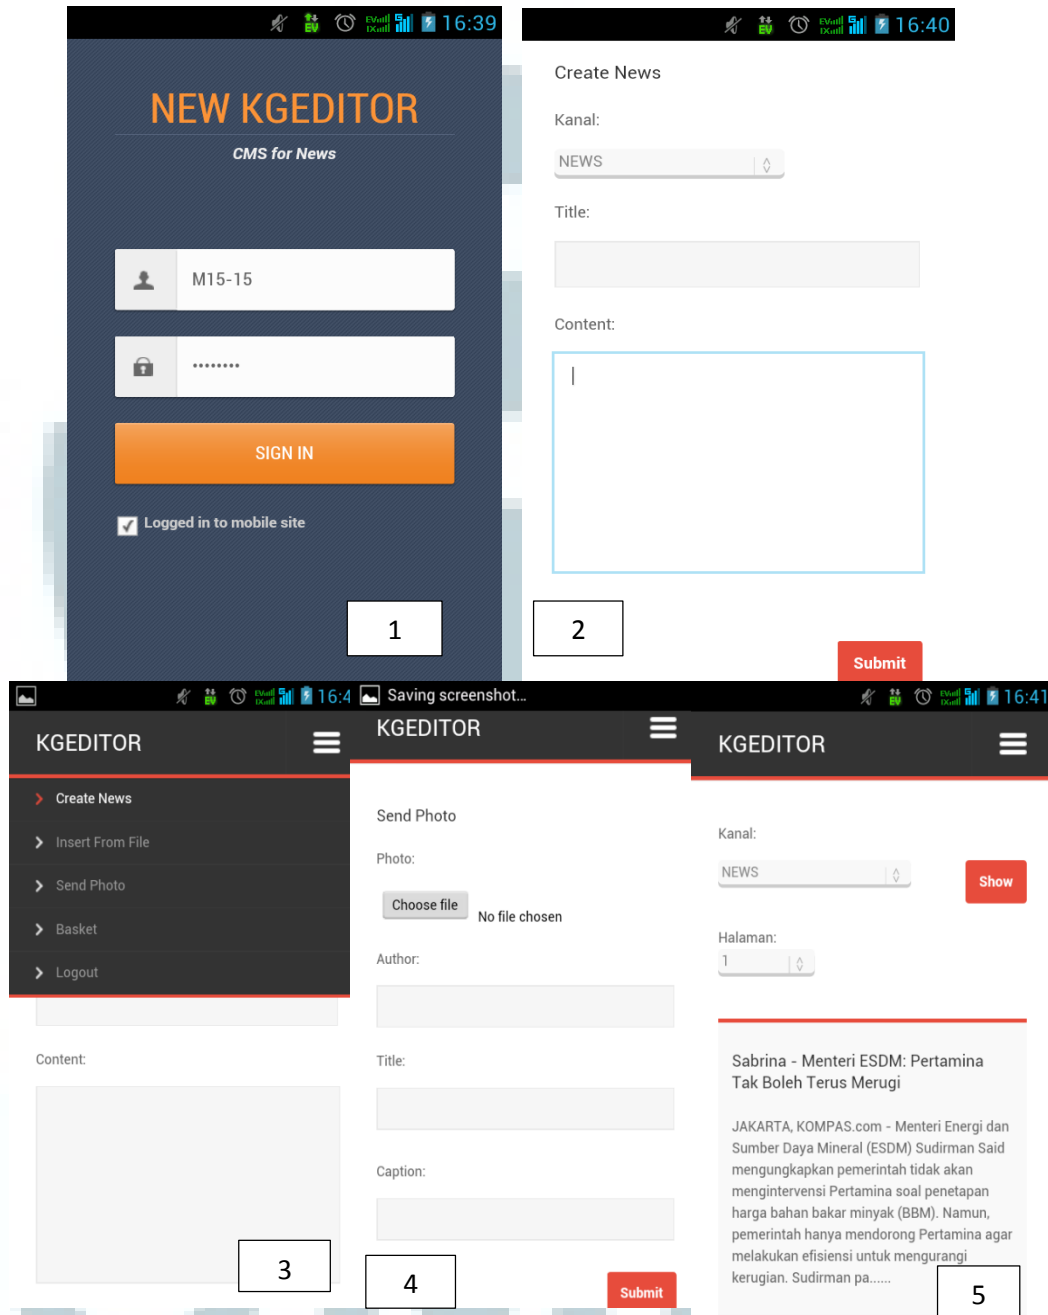 16:39
NEW KGEDITOR
CMS for News
M15-15
••••••••
SIGN IN
Logged in to mobile site
1
16:40
Create News
Kanal:
NEWS
Title:
Content:
2
Submit
16:4
KGEDITOR
Create News
Insert From File
Send Photo
Basket
Logout
Content:
3
Saving screenshot...
KGEDITOR
Send Photo
Photo:
Choose file No file chosen
Author:
Title:
Caption:
4
Submit
16:41
KGEDITOR
Kanal:
NEWS
Show
Halaman:
1
Sabrina - Menteri ESDM: Pertamina
Tak Boleh Terus Merugi
JAKARTA, KOMPAS.com - Menteri Energi dan
Sumber Daya Mineral (ESDM) Sudirman Said
mengungkapkan pemerintah tidak akan
mengintervensi Pertamina soal penetapan
harga bahan bakar minyak (BBM). Namun,
pemerintah hanya mendorong Pertamina agar
melakukan efisiensi untuk mengurangi
kerugian. Sudirman pa......
5